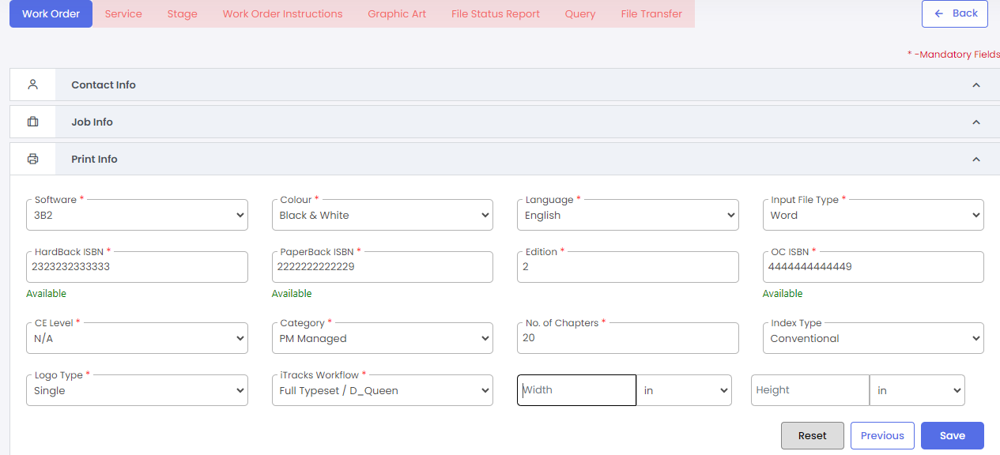 Work Order Service Stage Work Order Instructions Graphic Art File Status Report Query File Transfer Back
* -Mandatory Fields
Contact Info
Job Info
Print Info
Software * Colour * Language * Input File Type *
3B2 Black & White English Word
HardBack ISBN * PaperBack ISBN * Edition * OC ISBN *
2323232333333 2222222222229 2 4444444444449
Available Available Available
CE Level * Category * No. of Chapters * Index Type
N/A PM Managed 20 Conventional
Logo Type * iTracks Workflow *
Single Full Typeset / D_Queen Width in Height in
Reset Previous Save